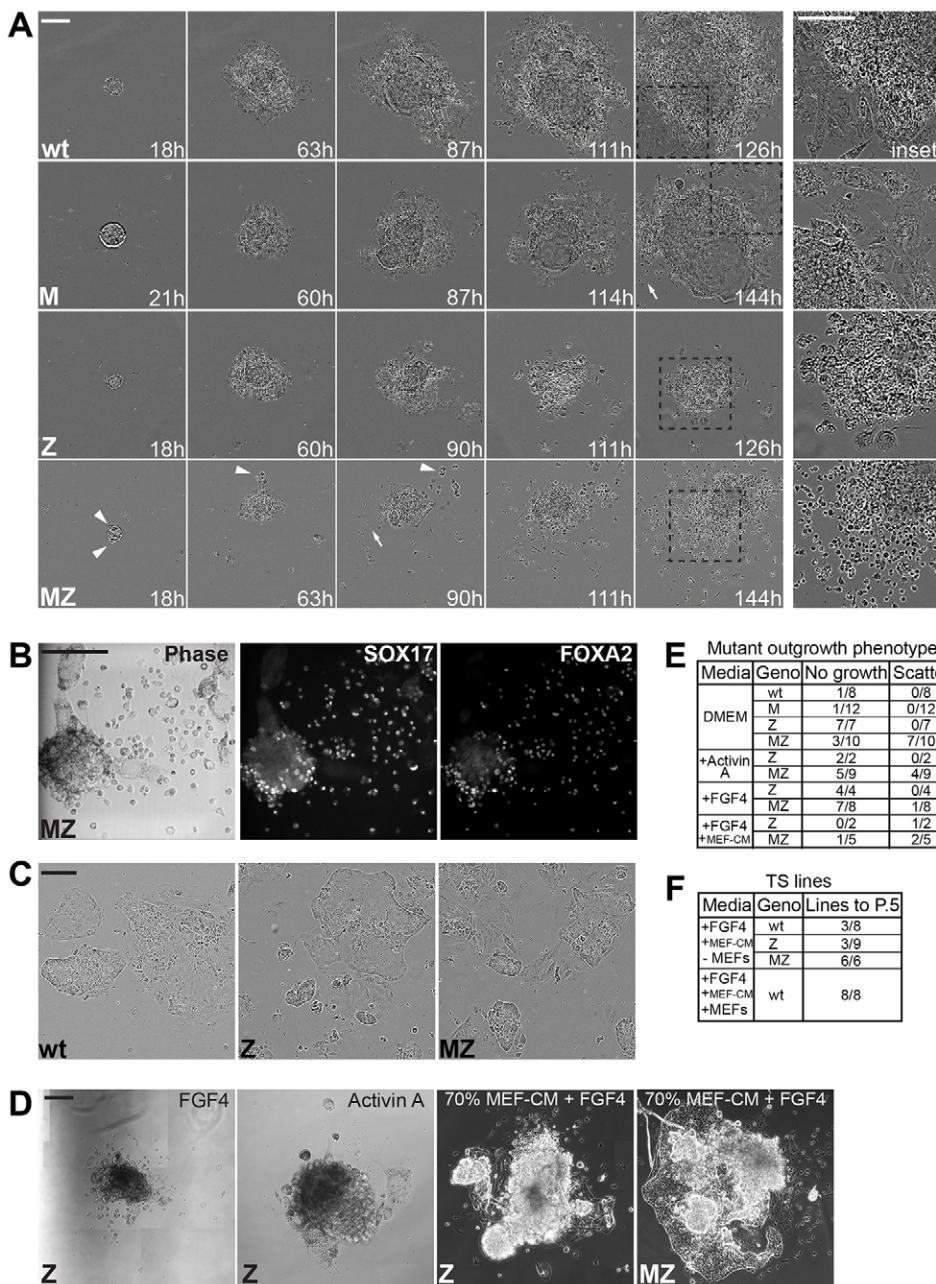 A
wt
18h
63h
87h
111h
126h
inset
M
21h
60h
87h
114h
144h
Z
18h
60h
90h
111h
126h
MZ
18h
63h
90h
111h
144h
B
Phase
SOX17
FOXA2
MZ
C
wt
Z
MZ
D
FGF4
Activin A
70% MEF-CM + FGF4
70% MEF-CM + FGF4
Z
Z
Z
MZ
E
Mutant outgrowth phenotype
Media Geno No growth Scatte
DMEM wt 1/8 0/8
M 1/12 0/12
Z 7/7 0/7
MZ 3/10 7/10
+Activin A Z 2/2 0/2
MZ 5/9 4/9
+FGF4 Z 4/4 0/4
MZ 7/8 1/8
+FGF4 +MEF-CM Z 0/2 1/2
MZ 1/5 2/5
F
TS lines
Media Geno Lines to P.5
+FGF4 +MEF-CM - MEFs wt 3/8
Z 3/9
MZ 6/6
+FGF4 +MEF-CM +MEFs wt 8/8